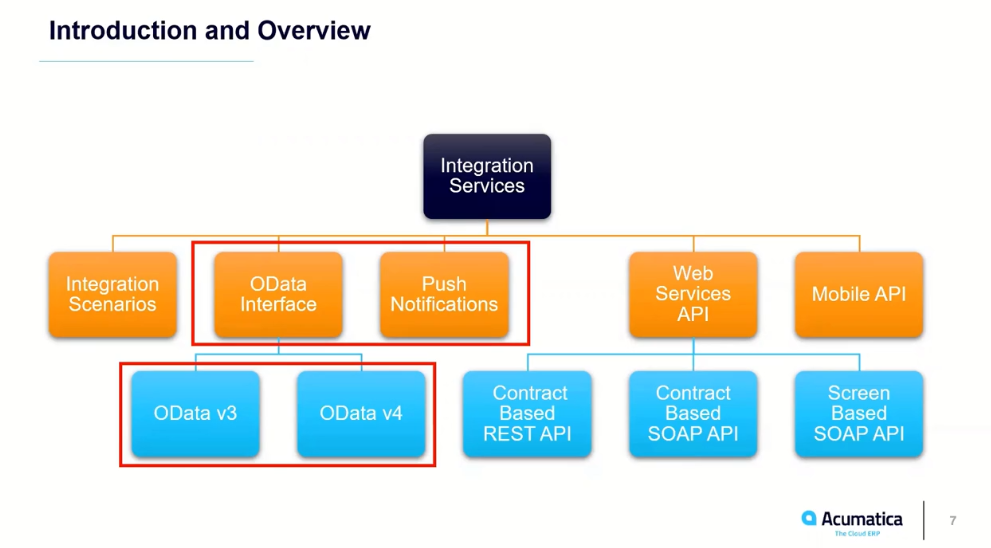 Introduction and Overview
Integration
Services
Integration
Scenarios
OData
Interface
Push
Notifications
Web
Services
API
Mobile API
OData v3
OData v4
Contract
Based
REST API
Contract
Based
SOAP API
Screen
Based
SOAP API
Acumatica
The Cloud ERP
7